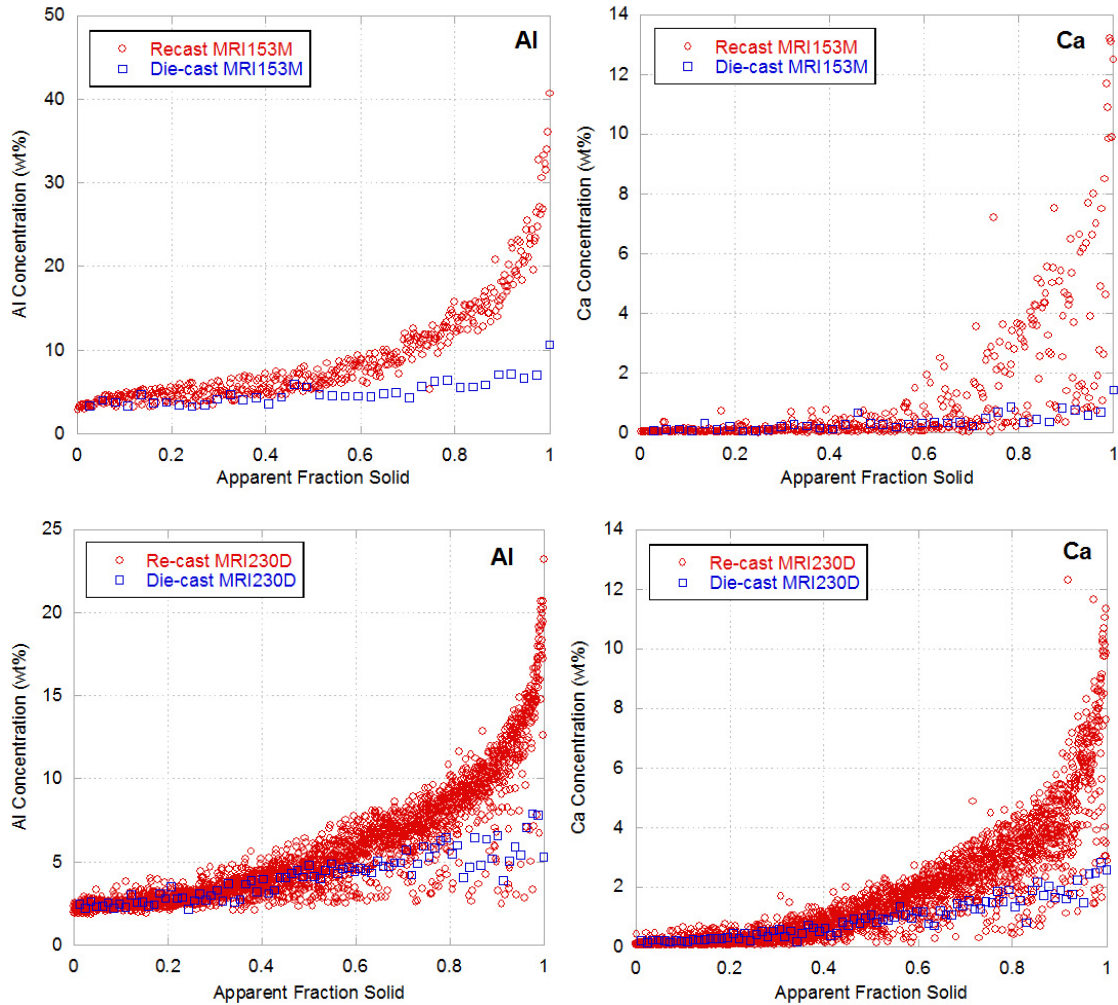 50
40
30
20
10
0
Al Concentration (wt%)
Recast MRI153M
Die-cast MRI153M
Al
0 0.2 0.4 0.6 0.8 1
Apparent Fraction Solid
14
12
10
8
6
4
2
0
Ca Concentration (wt%)
Recast MRI153M
Die-cast MRI153M
Ca
0 0.2 0.4 0.6 0.8 1
Apparent Fraction Solid
25
20
15
10
5
0
Al Concentration (wt%)
Re-cast MRI230D
Die-cast MRI230D
Al
0 0.2 0.4 0.6 0.8 1
Apparent Fraction Solid
14
12
10
8
6
4
2
0
Ca Concentration (wt%)
Re-cast MRI230D
Die-cast MRI230D
Ca
0 0.2 0.4 0.6 0.8 1
Apparent Fraction Solid